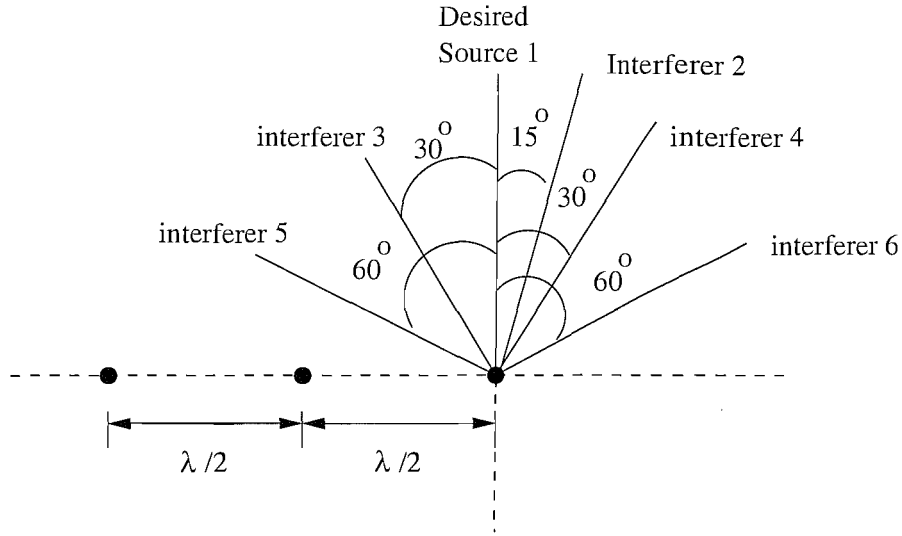 Desired
Source 1
Interferer 2
interferer 3
30°
15°
interferer 4
30°
interferer 5
60°
60°
interferer 6
λ /2
λ /2